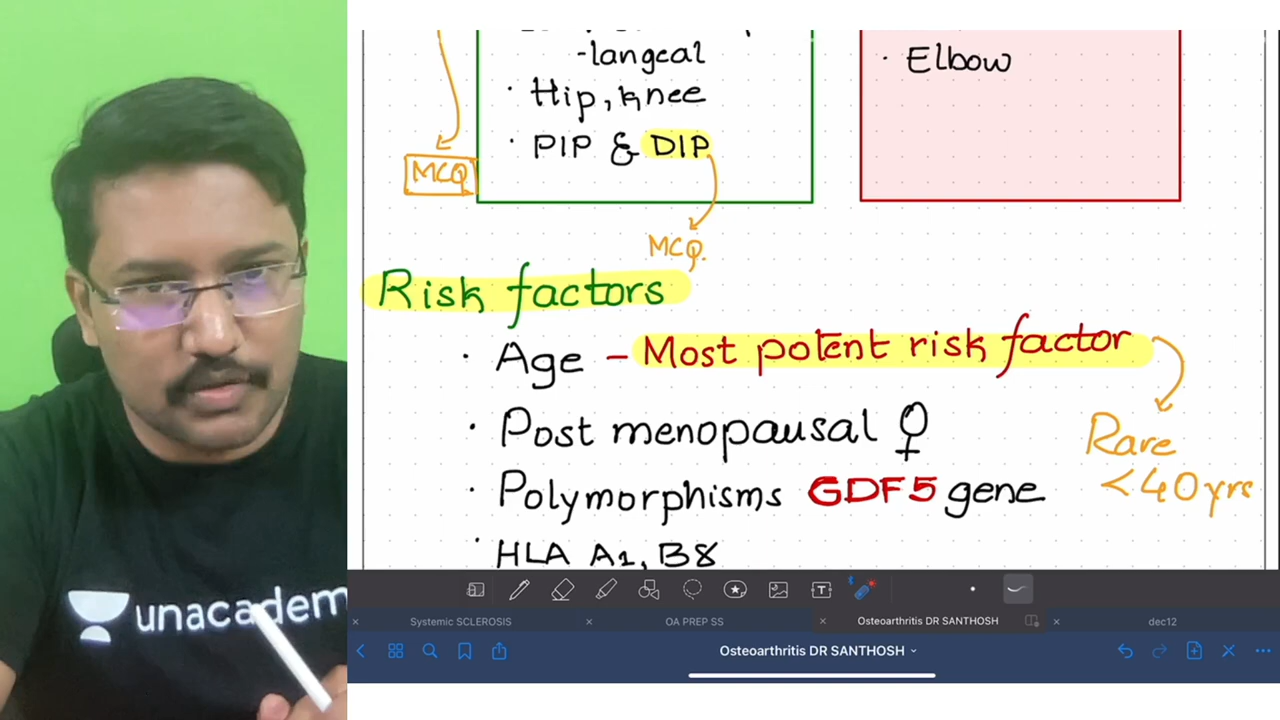 -langeal
· Elbow
· Hip, knee
· PIP & DIP
MCQ
MCQ.
Risk factors
· Age – Most potent risk factor
Rare
<40 yrs
· Post menopausal ♀
· Polymorphisms GDF5 gene
· HLA A1, B8
unacadem
T
Systemic SCLEROSIS
OA PREP SS
Osteoarthritis DR SANTHOSH
dec12
Osteoarthritis DR SANTHOSH